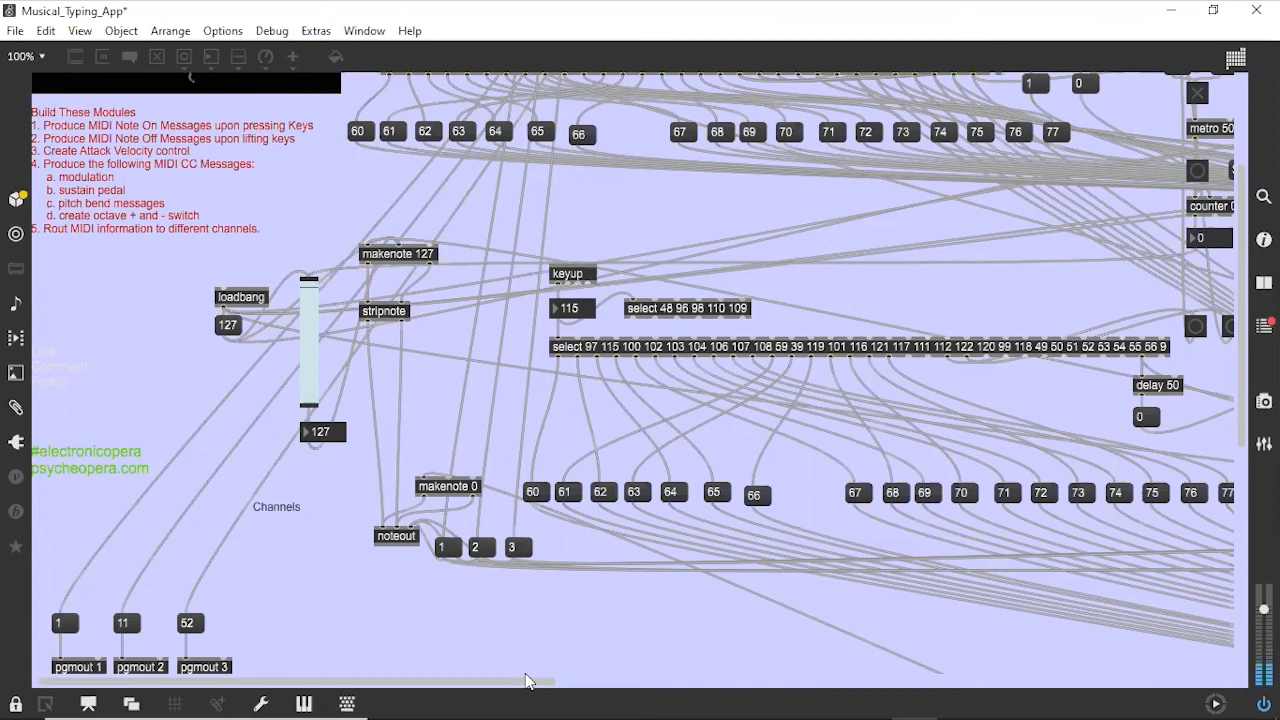 Musical_Typing_App*
File Edit View Object Arrange Options Debug Extras Window Help
100%
1 0
Build These Modules
1. Produce MIDI Note On Messages upon pressing Keys
2. Produce MIDI Note Off Messages upon lifting keys
3. Create Attack Velocity control
4. Produce the following MIDI CC Messages:
a. modulation
b. sustain pedal
c. pitch bend messages
d. create octave + and - switch
5. Rout MIDI information to different channels.
60 61 62 63 64 65 66 67 68 69 70 71 72 73 74 75 76 77
metro 50
counter 0
0
makenote 127
keyup
loadbang
127
stripnote
115
select 48 96 98 110 109
select 97 115 100 102 103 104 106 107 108 59 39 119 101 116 121 117 111 112 122 120 99 118 49 50 51 52 53 54 55 56 9
Like
Comment
Follow
delay 50
0
127
#electronicopera
psycheopera.com
makenote 0
60 61 62 63 64 65 66 67 68 69 70 71 72 73 74 75 76 77
Channels
noteout
1 2 3
1 11 52
pgmout 1 pgmout 2 pgmout 3